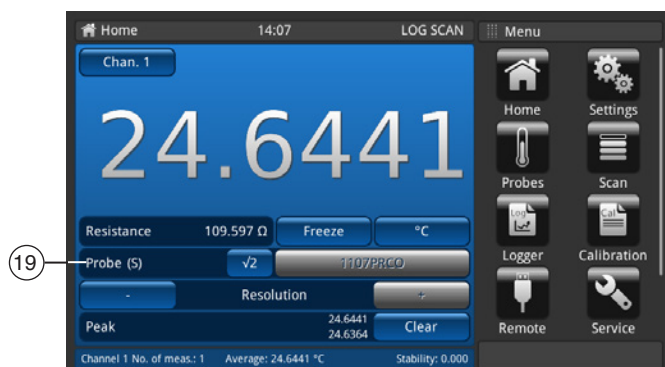 Home 14:07 LOG SCAN
Menu
Chan. 1
24.6441
Home Settings
Probes Scan
Resistance 109.597 Ω Freeze °C
Logger Calibration
19
Probe (S) √2 1107PRCO
- Resolution +
Peak 24.6441 24.6364 Clear
Remote Service
Channel 1 No. of meas.: 1 Average: 24.6441 °C Stability: 0.000
Log
Cal